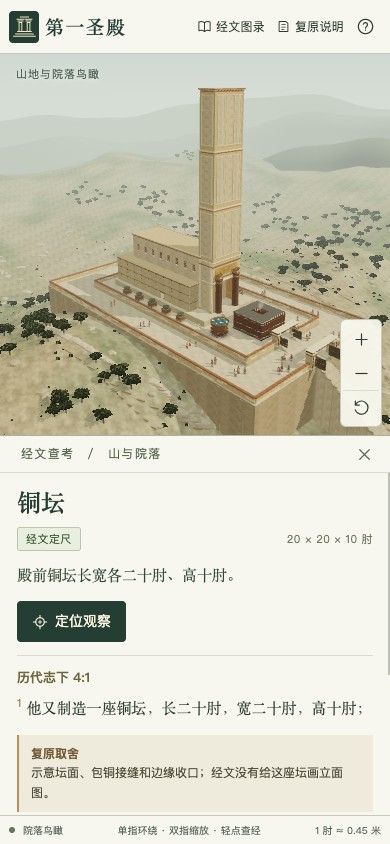 第一圣殿
经文图录
复原说明
山地与院落鸟瞰
经文查考 / 山与院落
铜坛
经文定尺
20 × 20 × 10 肘
殿前铜坛长宽各二十肘、高十肘。
定位观察
历代志下 4:1
1 他又制造一座铜坛，长二十肘，宽二十肘，高十肘；
复原取舍
示意坛面、包铜接缝和边缘收口；经文没有给这座坛画立面
图。
院落鸟瞰
单指环绕 · 双指缩放 · 轻点查经
1 肘 ≈ 0.45 米